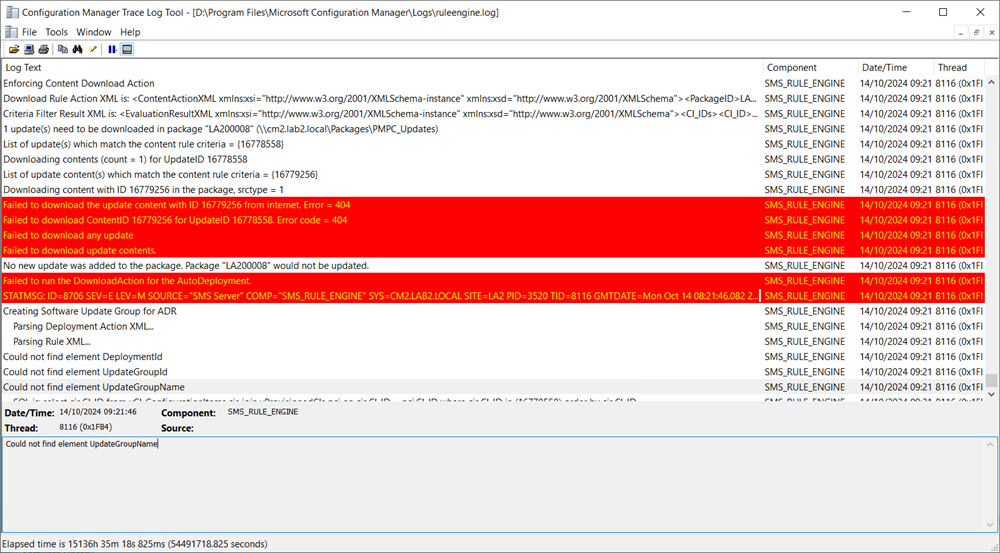 Configuration Manager Trace Log Tool - [D:\Program Files\Microsoft Configuration Manager\Logs\ruleengine.log]
File Tools Window Help
Log Text Component Date/Time Thread
Enforcing Content Download Action SMS_RULE_ENGINE 14/10/2024 09:21 8116 (0x1FI
Download Rule Action XML is: <ContentActionXML xmlns:xsi="http://www.w3.org/2001/XMLSchema-instance" xmlns:xsd="http://www.w3.org/2001/XMLSchema"><PackageID>LA... SMS_RULE_ENGINE 14/10/2024 09:21 8116 (0x1FI
Criteria Filter Result XML is: <EvaluationResultXML xmlns:xsi="http://www.w3.org/2001/XMLSchema-instance" xmlns:xsd="http://www.w3.org/2001/XMLSchema"><CI_IDs><CI_ID>... SMS_RULE_ENGINE 14/10/2024 09:21 8116 (0x1FI
1 update(s) need to be downloaded in package "LA200008" (\\cm2.lab2.local\Packages\PMPC_Updates) SMS_RULE_ENGINE 14/10/2024 09:21 8116 (0x1FI
List of update(s) which match the content rule criteria = {16778558} SMS_RULE_ENGINE 14/10/2024 09:21 8116 (0x1FI
Downloading contents (count = 1) for UpdateID 16778558 SMS_RULE_ENGINE 14/10/2024 09:21 8116 (0x1FI
List of update content(s) which match the content rule criteria = {16779256} SMS_RULE_ENGINE 14/10/2024 09:21 8116 (0x1FI
Downloading content with ID 16779256 in the package, srctype = 1 SMS_RULE_ENGINE 14/10/2024 09:21 8116 (0x1FI
Failed to download the update content with ID 16779256 from internet. Error = 404 SMS_RULE_ENGINE 14/10/2024 09:21 8116 (0x1FI
Failed to download ContentID 16779256 for UpdateID 16778558. Error code = 404 SMS_RULE_ENGINE 14/10/2024 09:21 8116 (0x1FI
Failed to download any update SMS_RULE_ENGINE 14/10/2024 09:21 8116 (0x1FI
Failed to download update contents. SMS_RULE_ENGINE 14/10/2024 09:21 8116 (0x1FI
No new update was added to the package. Package "LA200008" would not be updated. SMS_RULE_ENGINE 14/10/2024 09:21 8116 (0x1FI
Failed to run the DownloadAction for the AutoDeployment. SMS_RULE_ENGINE 14/10/2024 09:21 8116 (0x1FI
STATMSG: ID=8706 SEV=E LEV=M SOURCE="SMS Server" COMP="SMS_RULE_ENGINE" SYS=CM2.LAB2.LOCAL SITE=LA2 PID=3520 TID=8116 GMTDATE=Mon Oct 14 08:21:46.082 2... SMS_RULE_ENGINE 14/10/2024 09:21 8116 (0x1FI
Creating Software Update Group for ADR SMS_RULE_ENGINE 14/10/2024 09:21 8116 (0x1FI
Parsing Deployment Action XML... SMS_RULE_ENGINE 14/10/2024 09:21 8116 (0x1FI
Parsing Rule XML... SMS_RULE_ENGINE 14/10/2024 09:21 8116 (0x1FI
Could not find element DeploymentId SMS_RULE_ENGINE 14/10/2024 09:21 8116 (0x1FI
Could not find element UpdateGroupId SMS_RULE_ENGINE 14/10/2024 09:21 8116 (0x1FI
Could not find element UpdateGroupName SMS_RULE_ENGINE 14/10/2024 09:21 8116 (0x1FI
Date/Time: 14/10/2024 09:21:46 Component: SMS_RULE_ENGINE
Thread: 8116 (0x1FB4) Source:
Could not find element UpdateGroupName
Elapsed time is 15136h 35m 18s 825ms (54491718.825 seconds)